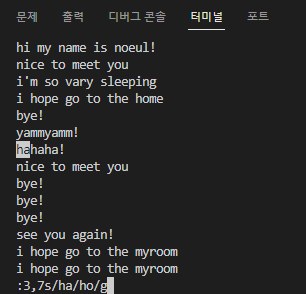 문제 출력 디버그 콘솔 터미널 포트
hi my name is noeul!
nice to meet you
i'm so vary sleeping
i hope go to the home
bye!
yammyamm!
hahaha!
nice to meet you
bye!
bye!
bye!
see you again!
i hope go to the myroom
i hope go to the myroom
:3,7s/ha/ho/g